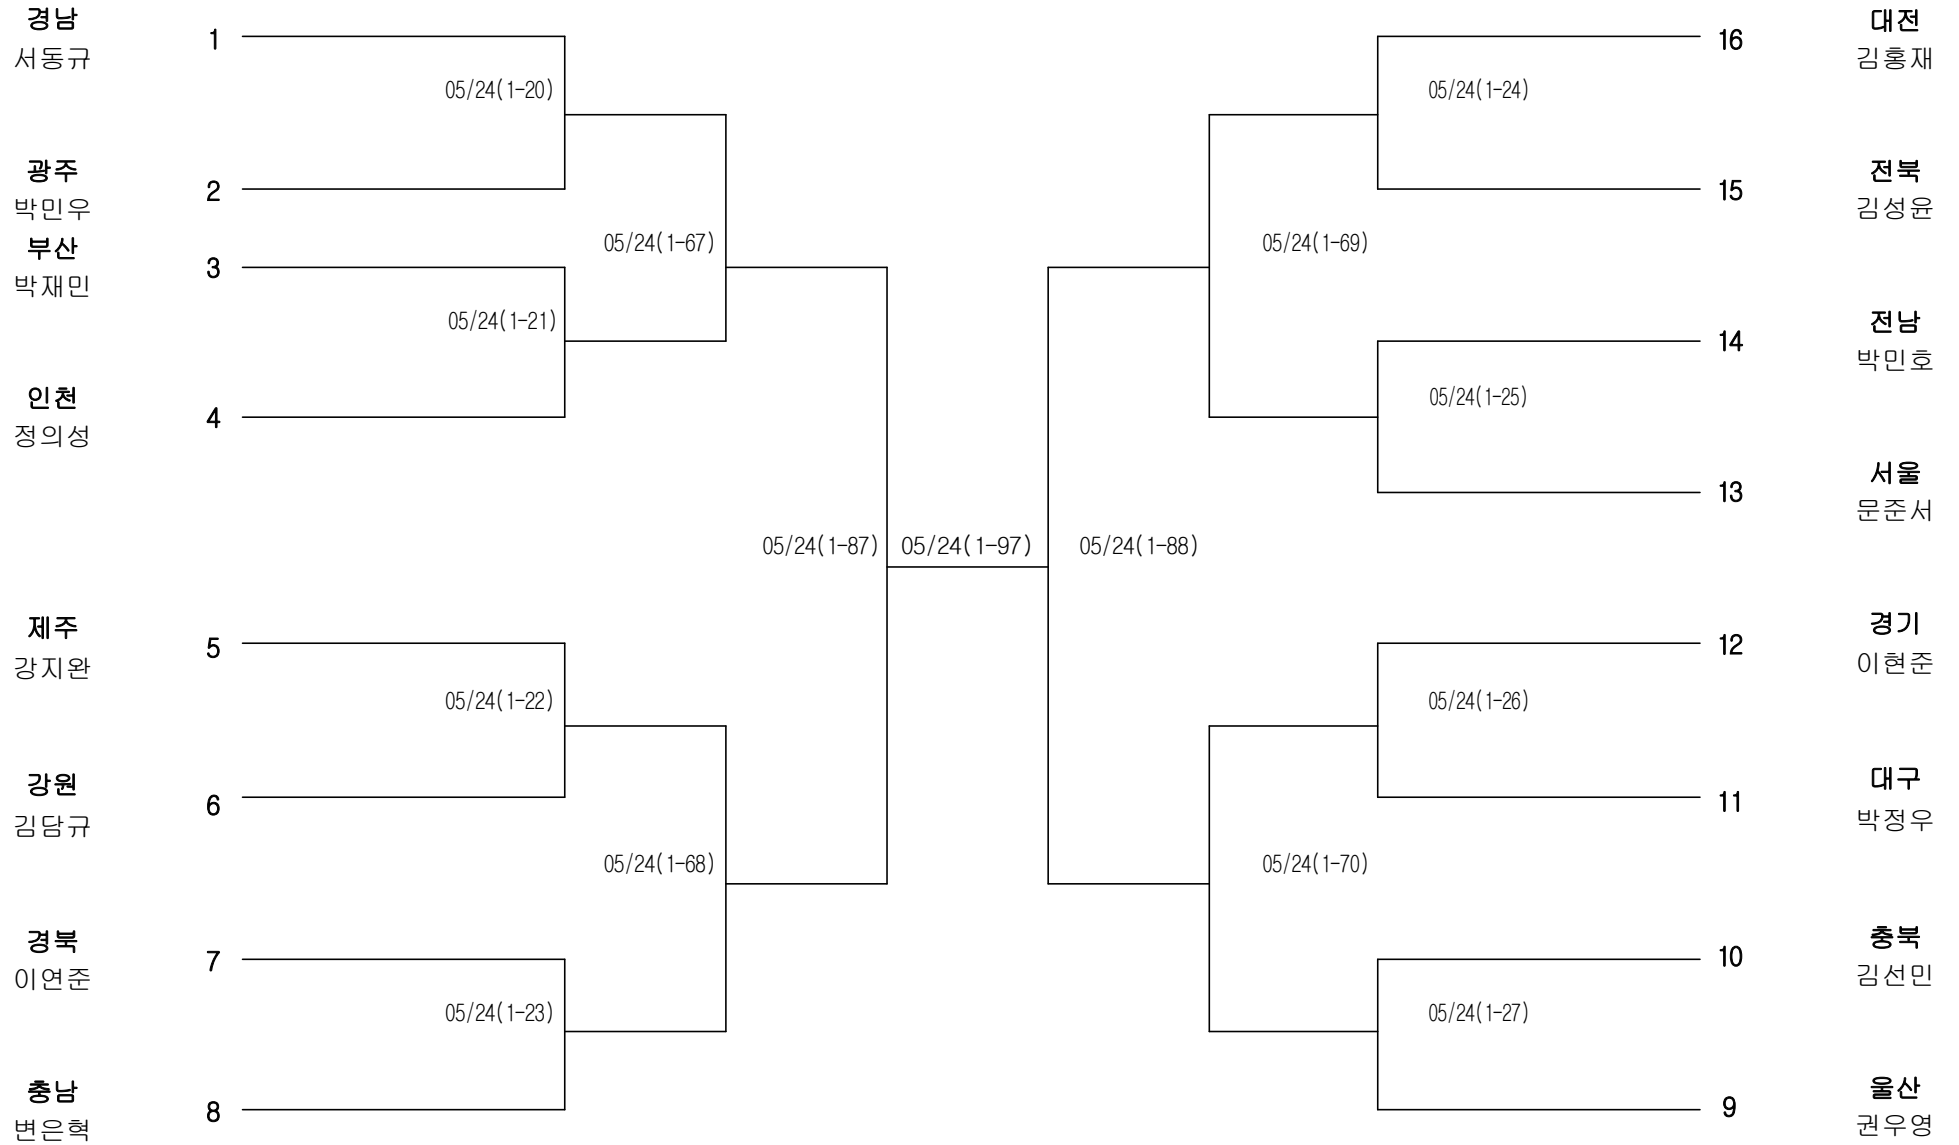 경남
서동규
1
05/24(1-20)
광주
박민우
2
부산
박재민
3
05/24(1-67)
05/24(1-21)
인천
정의성
4
05/24(1-87)
제주
강지완
5
05/24(1-22)
강원
김담규
6
05/24(1-68)
경북
이연준
7
05/24(1-23)
충남
변은혁
8
05/24(1-97)
대전
김홍재
16
05/24(1-24)
전북
김성윤
15
05/24(1-69)
전남
박민호
14
05/24(1-25)
서울
문준서
13
05/24(1-88)
경기
이현준
12
05/24(1-26)
대구
박정우
11
05/24(1-70)
충북
김선민
10
05/24(1-27)
울산
권우영
9